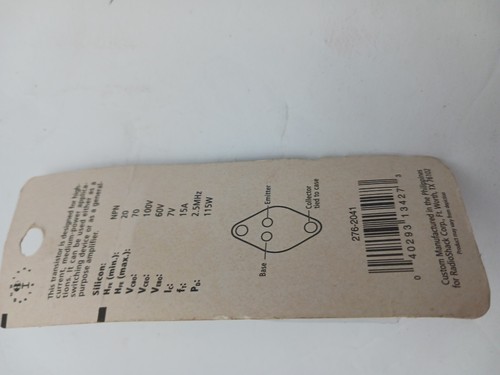 This transistor is designed for high-
current, medium-power applica-
tions. It can be used either as a
switching device or as a general-
purpose amplifier.
Silicon: NPN
HFE (min.): 20
HFE (max.): 70
VCBO: 100V
VCEO: 60V
VEBO: 7V
IC: 15A
fT: 2.5MHz
PD: 115W
Emitter
Base
Collector
tied to case
276-2041
0 40293 13427 3
Custom Manufactured in the Philippines
for RadioShack Corp., Ft. Worth, TX 76102